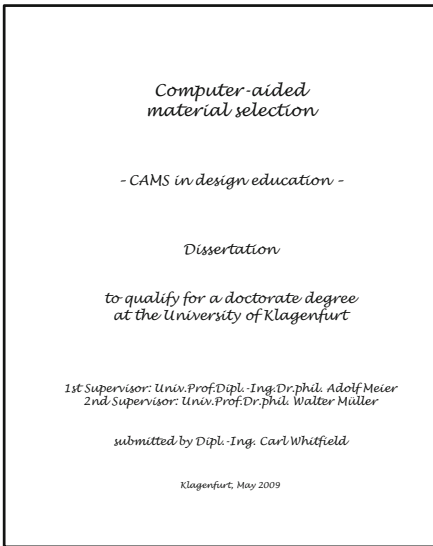 Computer-aided
material selection
- CAMS in design education -
Dissertation
to qualify for a doctorate degree
at the University of Klagenfurt
1st Supervisor: Univ.Prof.Dipl.-Ing.Dr.phil. Adolf Meier
2nd Supervisor: Univ.Prof.Dr.phil. Walter Müller
submitted by Dipl.-Ing. Carl Whitfield
Klagenfurt, May 2009